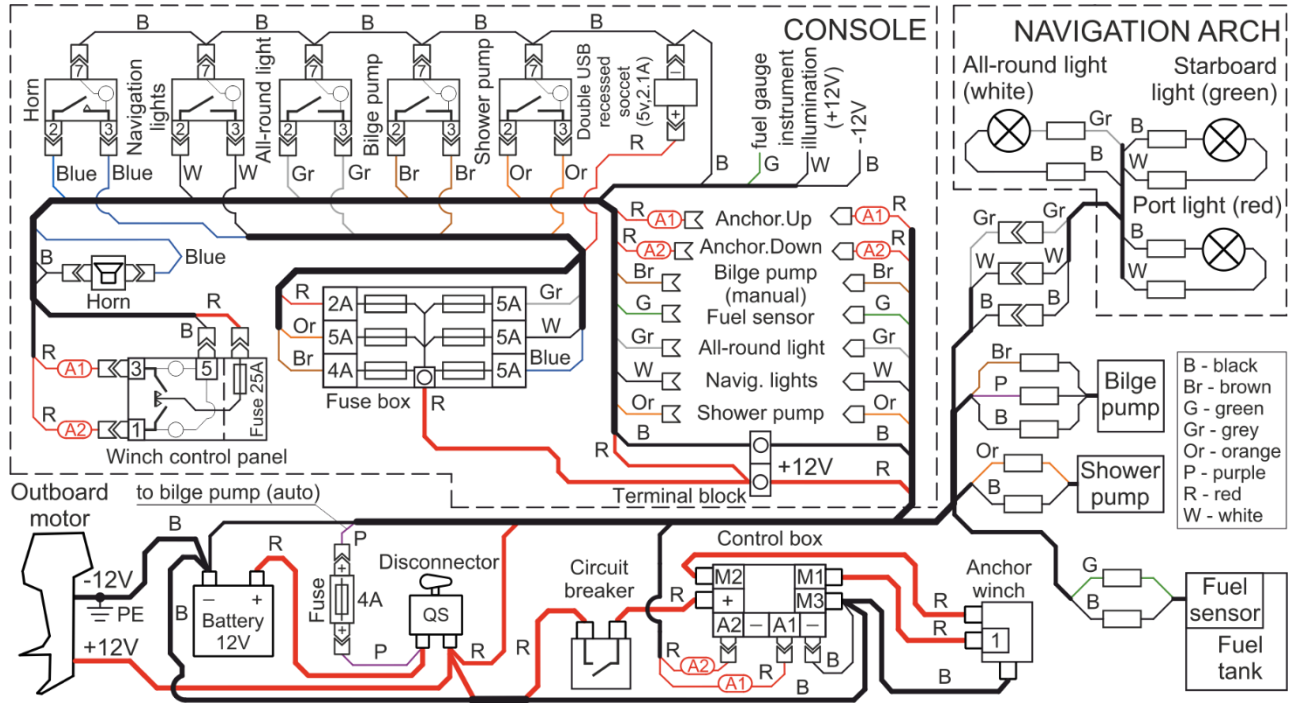 CONSOLE
B
B
B
B
B
Horn
Navigation
lights
All-round light
Bilge pump
Shower pump
Double USB
recessed
soccet
(5v.2.1A)
7
7
7
7
7
−
+
2
3
2
3
2
3
2
3
2
3
R
Blue
Blue
W
W
Gr
Gr
Br
Br
Or
Or
B
G
W
B
fuel gauge
instrument
illumination
(+12V)
-12V
R
A1
Anchor.Up
A1
R
R
A2
Anchor.Down
A2
R
Br
Bilge pump
(manual)
Br
G
Fuel sensor
G
Gr
All-round light
Gr
W
Navig. lights
W
Or
Shower pump
Or
B
B
R
+12V
R
Terminal block
B
Blue
Horn
R
B
R
A1
3
5
Fuse 25A
R
A2
1
Winch control panel
R
2A
5A
Gr
Or
5A
5A
W
Br
4A
5A
Blue
Fuse box
R
NAVIGATION ARCH
All-round light
(white)
Starboard
light (green)
Gr
B
B
W
Port light (red)
B
W
Gr
Gr
W
W
B
B
Br
P
B
Bilge
pump
Or
B
Shower
pump
B - black
Br - brown
G - green
Gr - grey
Or - orange
P - purple
R - red
W - white
Outboard
motor
to bilge pump (auto)
B
-12V
PE
+12V
R
− +
Battery
12V
B
P
+
Fuse
4A
+
P
Disconnector
QS
R
R
Circuit
breaker
R
Control box
M2
M1
+
M3
A2
−
A1
−
R
A2
R
A1
B
B
R
R
Anchor
winch
1
B
G
B
Fuel
sensor
Fuel
tank